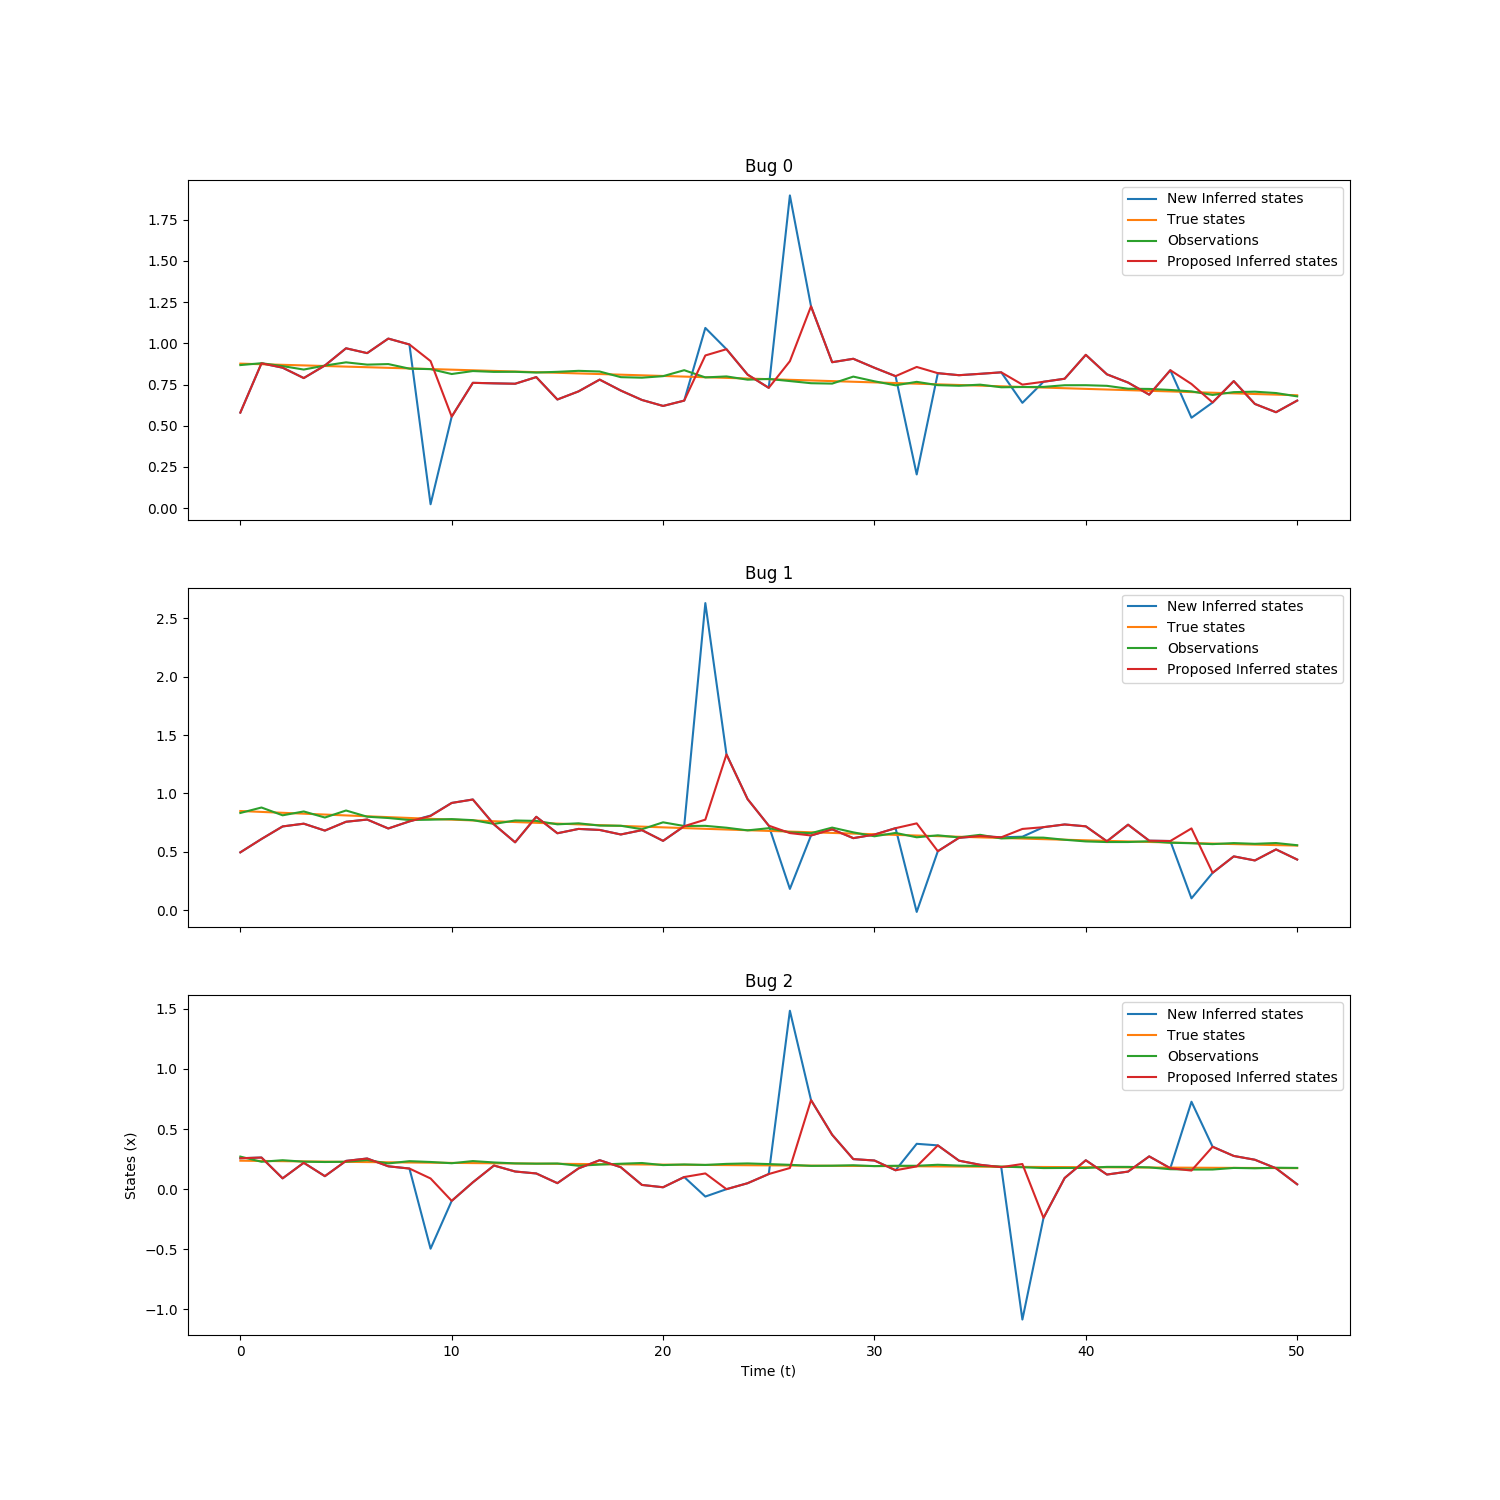 Bug 0
New Inferred states
True states
Observations
Proposed Inferred states
1.75
1.50
1.25
1.00
0.75
0.50
0.25
0.00
Bug 1
New Inferred states
True states
Observations
Proposed Inferred states
2.5
2.0
1.5
1.0
0.5
0.0
Bug 2
New Inferred states
True states
Observations
Proposed Inferred states
1.5
1.0
0.5
0.0
−0.5
−1.0
States (x)
0 10 20 30 40 50
Time (t)